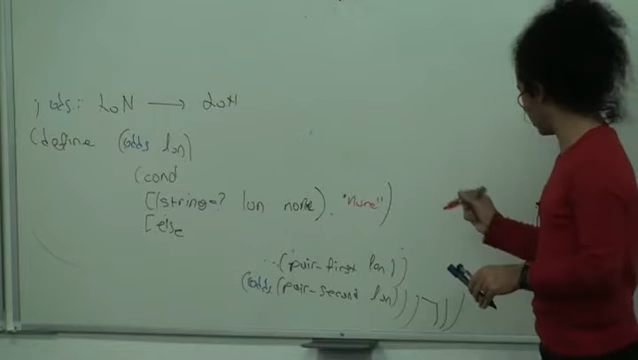 ; odds :: LoN → LoN
(define (odds lon)
(cond
[(string=? lon none). "None")
[else
...(pair-first lon))
(odds (pair-second lon))))]))